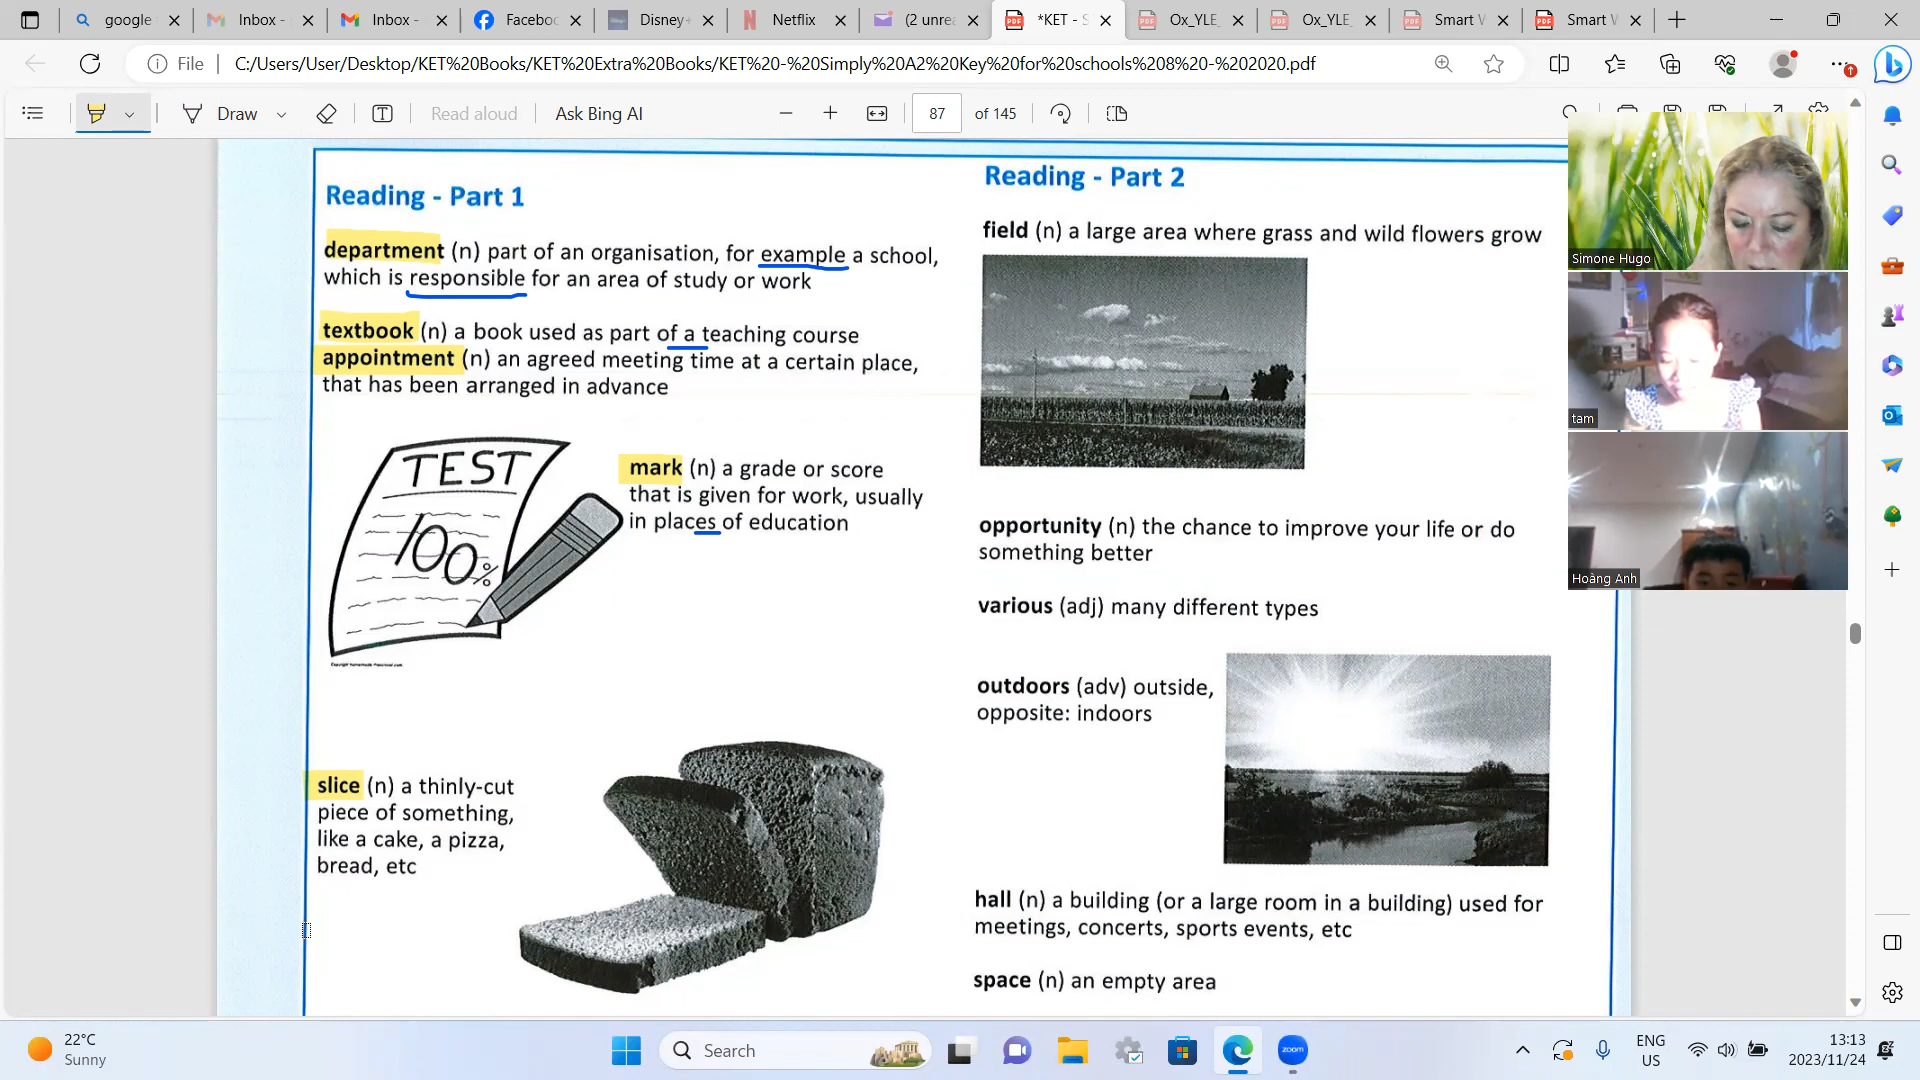 google
Inbox -
Inbox -
Faceboo
Disney+
Netflix
(2 unrea
*KET - S
Ox_YLE_
Ox_YLE_
Smart W
Smart W
File
C:/Users/User/Desktop/KET%20Books/KET%20Extra%20Books/KET%20-%20Simply%20A2%20Key%20for%20schools%208%20-%202020.pdf
Draw
Read aloud
Ask Bing AI
87
of 145
Reading - Part 1
department (n) part of an organisation, for example a school,
which is responsible for an area of study or work
textbook (n) a book used as part of a teaching course
appointment (n) an agreed meeting time at a certain place,
that has been arranged in advance
TEST
100%
mark (n) a grade or score
that is given for work, usually
in places of education
slice (n) a thinly-cut
piece of something,
like a cake, a pizza,
bread, etc
Reading - Part 2
field (n) a large area where grass and wild flowers grow
opportunity (n) the chance to improve your life or do
something better
various (adj) many different types
outdoors (adv) outside,
opposite: indoors
hall (n) a building (or a large room in a building) used for
meetings, concerts, sports events, etc
space (n) an empty area
Simone Hugo
tam
Hoàng Anh
22°C
Sunny
Search
zoom
ENG
US
13:13
2023/11/24